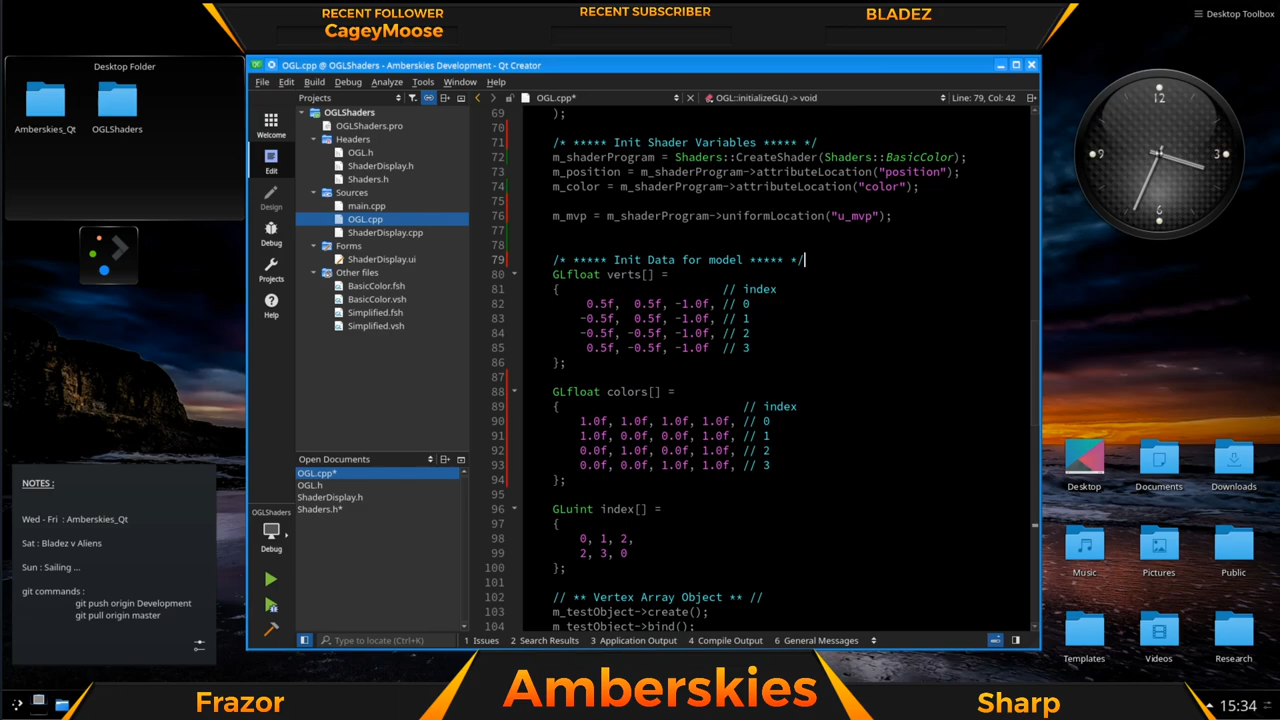 RECENT FOLLOWER
CageyMoose
RECENT SUBSCRIBER
BLADEZ
Desktop Toolbox
Desktop Folder
Amberskies_Qt
OGLShaders
OGL.cpp @ OGLShaders - Amberskies Development - Qt Creator
File Edit Build Debug Analyze Tools Window Help
Projects
OGL.cpp*
OGL::initializeGL() -> void
Line: 79, Col: 42
Welcome
Edit
Design
Debug
Projects
Help
OGLShaders
OGLShaders.pro
Headers
OGL.h
ShaderDisplay.h
Shaders.h
Sources
main.cpp
OGL.cpp
ShaderDisplay.cpp
Forms
ShaderDisplay.ui
Other files
BasicColor.fsh
BasicColor.vsh
Simplified.fsh
Simplified.vsh
Open Documents
OGL.cpp*
OGL.h
ShaderDisplay.h
Shaders.h*
OGLShaders
Debug
69 );
70
71 /* ***** Init Shader Variables ***** */
72 m_shaderProgram = Shaders::CreateShader(Shaders::BasicColor);
73 m_position = m_shaderProgram->attributeLocation("position");
74 m_color = m_shaderProgram->attributeLocation("color");
75
76 m_mvp = m_shaderProgram->uniformLocation("u_mvp");
77
78
79 /* ***** Init Data for model ***** */
80 GLfloat verts[] =
81 { // index
82 0.5f, 0.5f, -1.0f, // 0
83 -0.5f, 0.5f, -1.0f, // 1
84 -0.5f, -0.5f, -1.0f, // 2
85 0.5f, -0.5f, -1.0f // 3
86 };
87
88 GLfloat colors[] =
89 { // index
90 1.0f, 1.0f, 1.0f, 1.0f, // 0
91 1.0f, 0.0f, 0.0f, 1.0f, // 1
92 0.0f, 1.0f, 0.0f, 1.0f, // 2
93 0.0f, 0.0f, 1.0f, 1.0f, // 3
94 };
95
96 GLuint index[] =
97 {
98 0, 1, 2,
99 2, 3, 0
100 };
101
102 // ** Vertex Array Object ** //
103 m_testObject->create();
104 m_testObject->bind();
Type to locate (Ctrl+K)
1 Issues 2 Search Results 3 Application Output 4 Compile Output 6 General Messages
12
3
6
9
NOTES :
Wed - Fri : Amberskies_Qt
Sat : Bladez v Aliens
Sun : Sailing ...
git commands :
git push origin Development
git pull origin master
Desktop
Documents
Downloads
Music
Pictures
Public
Templates
Videos
Research
Frazor
Amberskies
Sharp
15:34